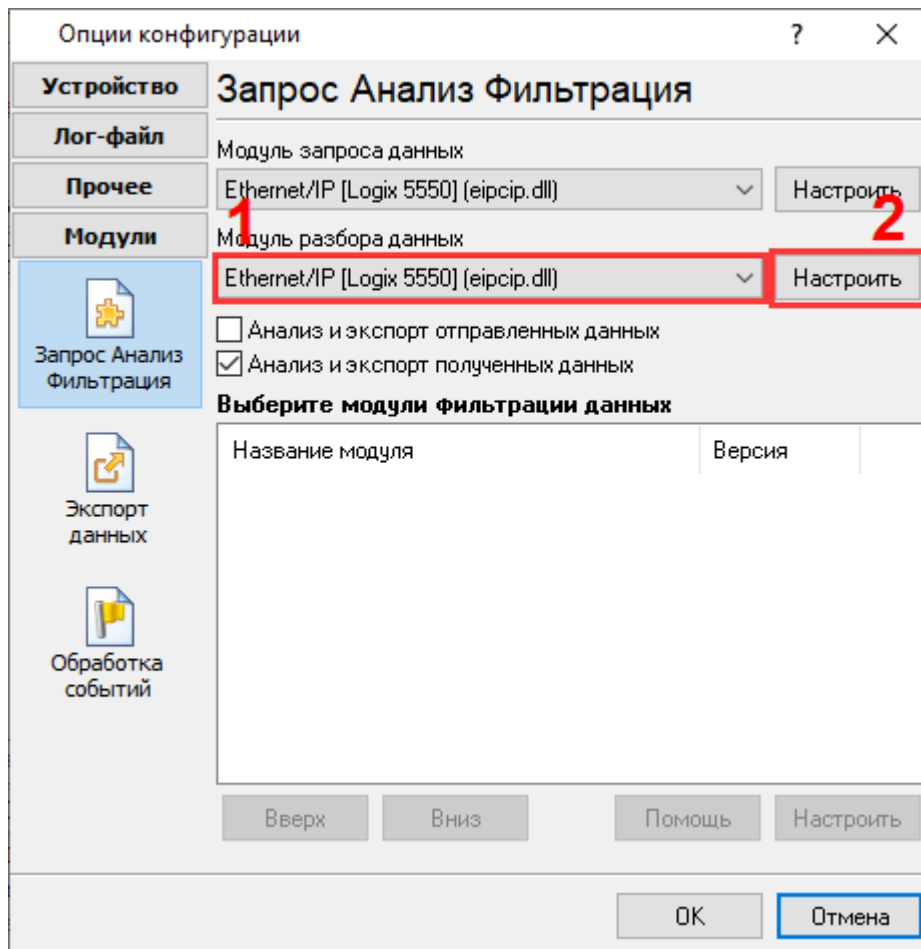 Опции конфигурации
?
Устройство
Лог-файл
Прочее
Модули
Запрос Анализ
Фильтрация
Экспорт
данных
Обработка
событий
Запрос Анализ Фильтрация
Модуль запроса данных
Ethernet/IP [Logix 5550] (eipcip.dll)
Настроить
1
2
Модуль разбора данных
Ethernet/IP [Logix 5550] (eipcip.dll)
Настроить
Анализ и экспорт отправленных данных
Анализ и экспорт полученных данных
Выберите модули фильтрации данных
Название модуля Версия
Вверх Вниз Помощь Настроить
OK Отмена